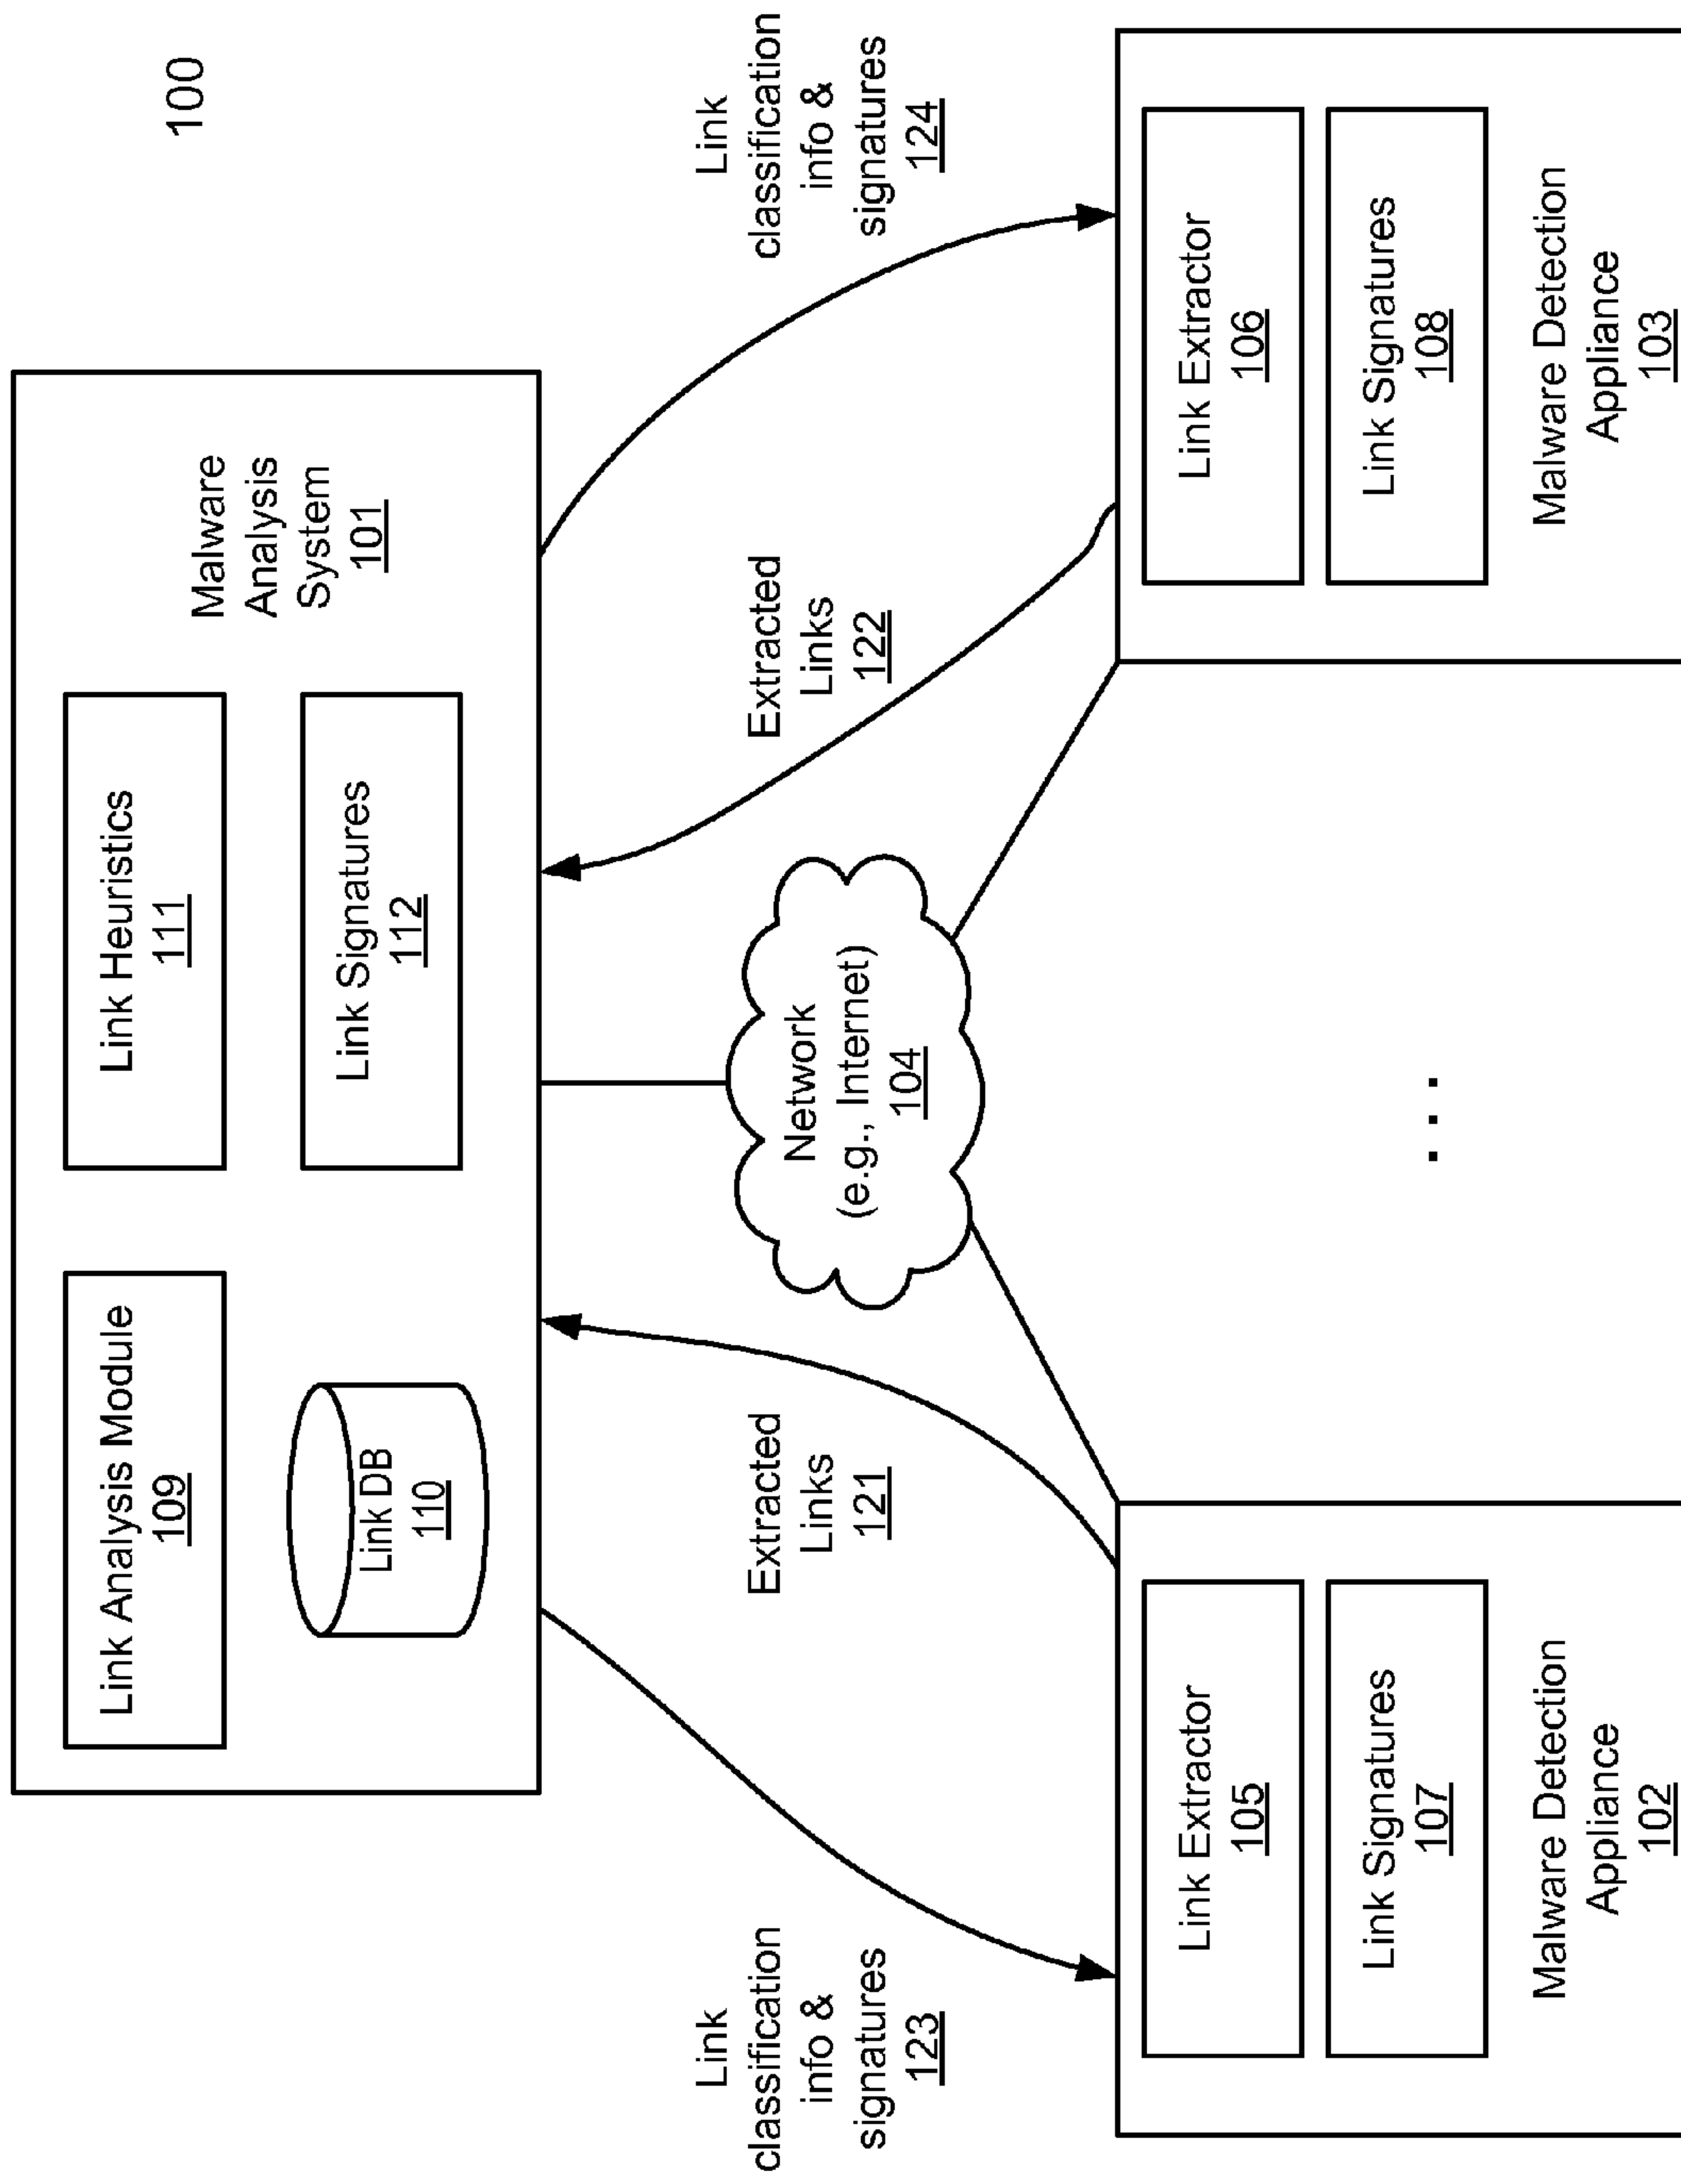 100
Link Analysis Module
109
Link Heuristics
111
Link DB
110
Link Signatures
112
Malware
Analysis
System
101
Link
classification
info &
signatures
123
Extracted
Links
121
Network
(e.g., Internet)
104
Extracted
Links
122
Link
classification
info &
signatures
124
Link Extractor
105
Link Signatures
107
Malware Detection
Appliance
102
...
Link Extractor
106
Link Signatures
108
Malware Detection
Appliance
103